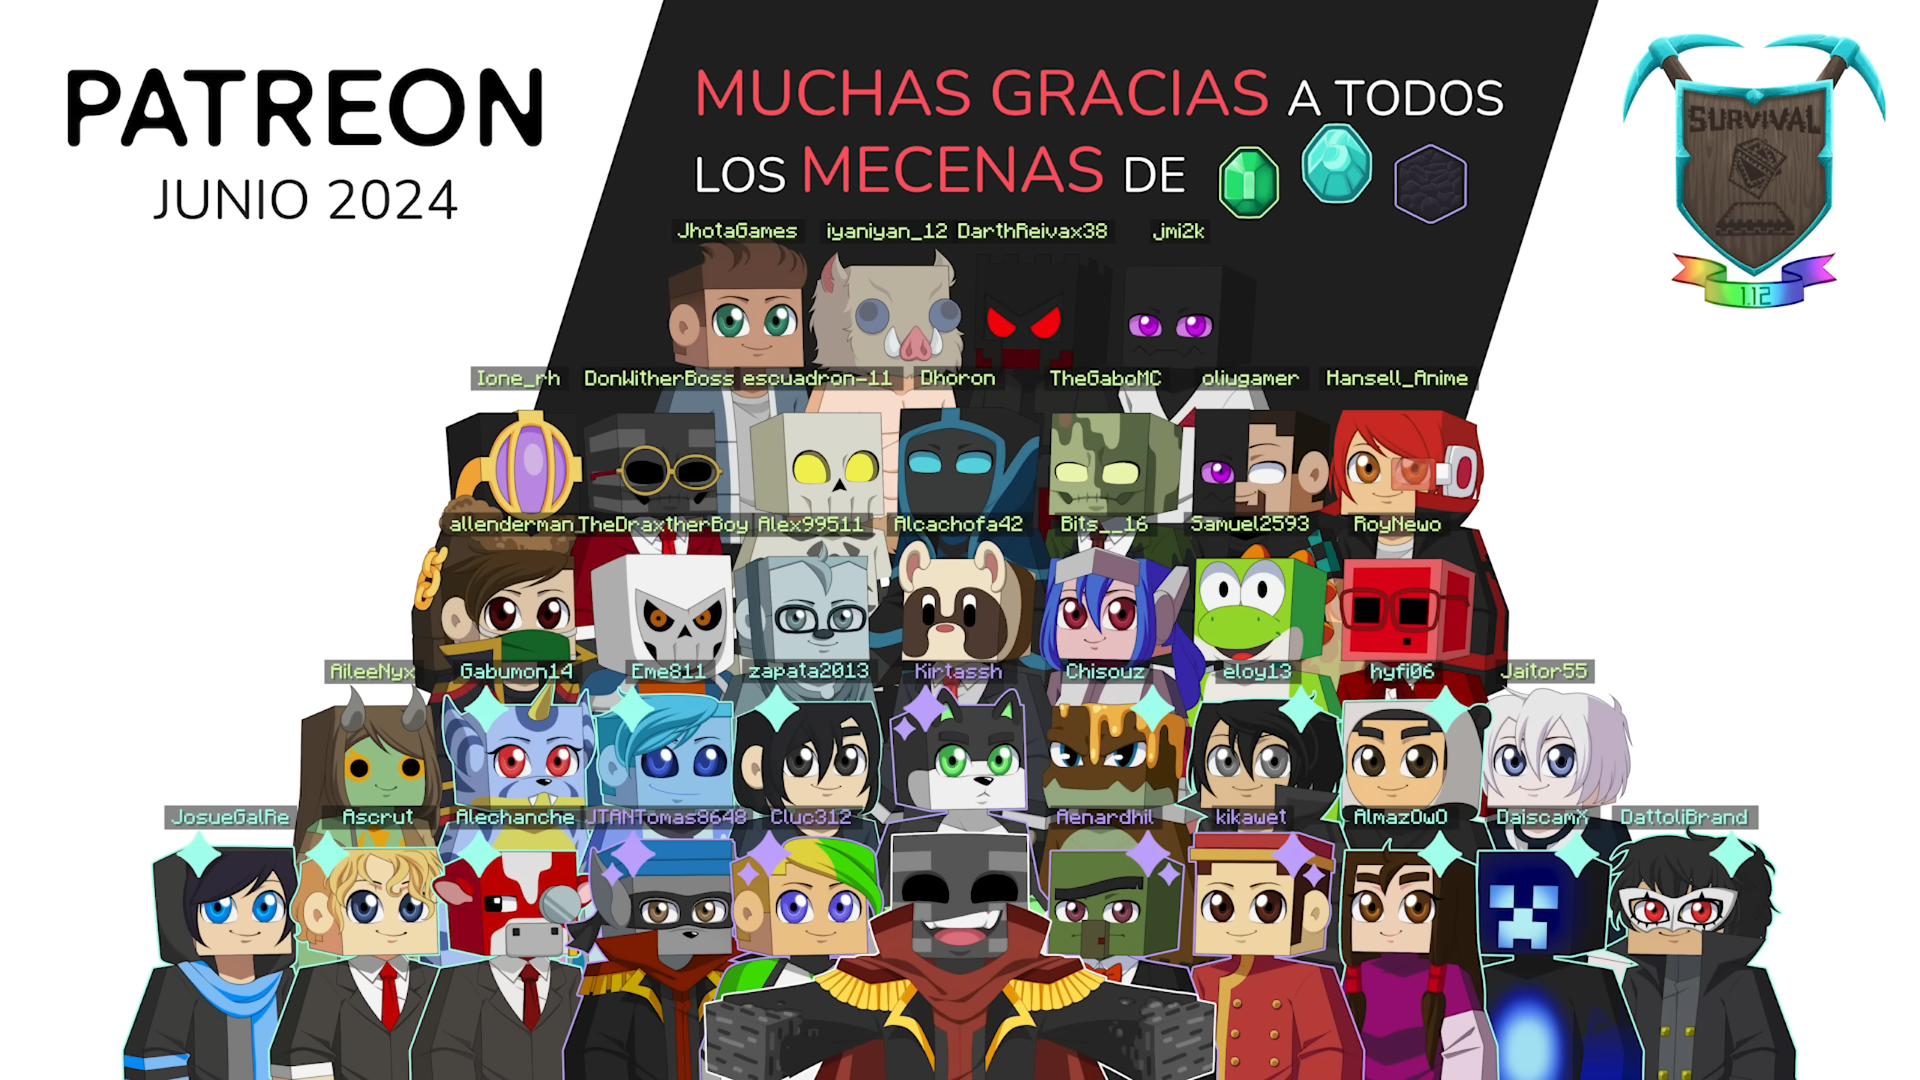 PATREON
JUNIO 2024
MUCHAS GRACIAS A TODOS
LOS MECENAS DE
SURVIVAL
1.12
JhotaGames iyaniyan_12 DarthReivax38 jmi2k
Ione_rh DonWitherBoss escuadron-11 Dhoron TheGaboMC oliugamer Hansell_Anime
allenderman TheDraxtherBoy Alex99511 Alcachofa42 Bits__16 Samuel2593 RoyNewo
AileeNyx Gabumon14 Eme811 zapata2013 Kirtassh Chisouz eloy13 hyfi06 Jaitor55
JosueGalRe Ascrut Alechanche JTANTomas8648 Cluc312 Aenardhil kikawet AlmazOwO DaiscamX DattoliBrand